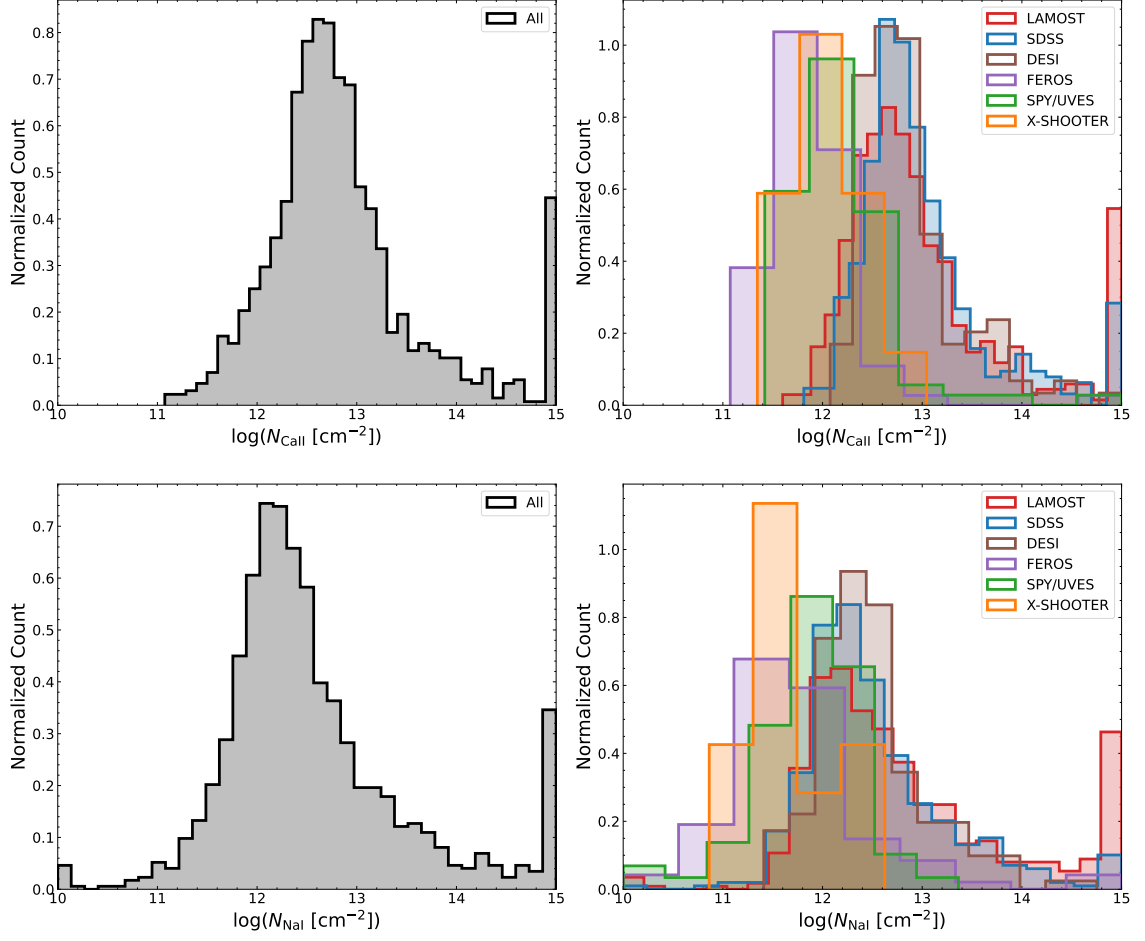 All
Normalized Count
0.0
0.1
0.2
0.3
0.4
0.5
0.6
0.7
0.8
10 11 12 13 14 15
log(N_CaII [cm⁻²])
LAMOST
SDSS
DESI
FEROS
SPY/UVES
X-SHOOTER
Normalized Count
0.0
0.2
0.4
0.6
0.8
1.0
10 11 12 13 14 15
log(N_CaII [cm⁻²])
All
Normalized Count
0.0
0.1
0.2
0.3
0.4
0.5
0.6
0.7
10 11 12 13 14 15
log(N_NaI [cm⁻²])
LAMOST
SDSS
DESI
FEROS
SPY/UVES
X-SHOOTER
Normalized Count
0.0
0.2
0.4
0.6
0.8
1.0
10 11 12 13 14 15
log(N_NaI [cm⁻²])